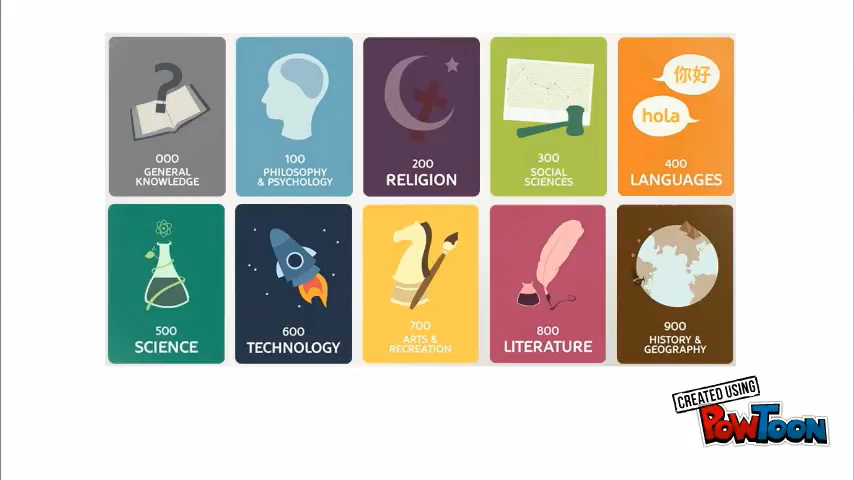 000
GENERAL
KNOWLEDGE
100
PHILOSOPHY
& PSYCHOLOGY
200
RELIGION
300
SOCIAL
SCIENCES
你好
hola
400
LANGUAGES
500
SCIENCE
600
TECHNOLOGY
700
ARTS &
RECREATION
800
LITERATURE
900
HISTORY &
GEOGRAPHY
CREATED USING
POWTOON